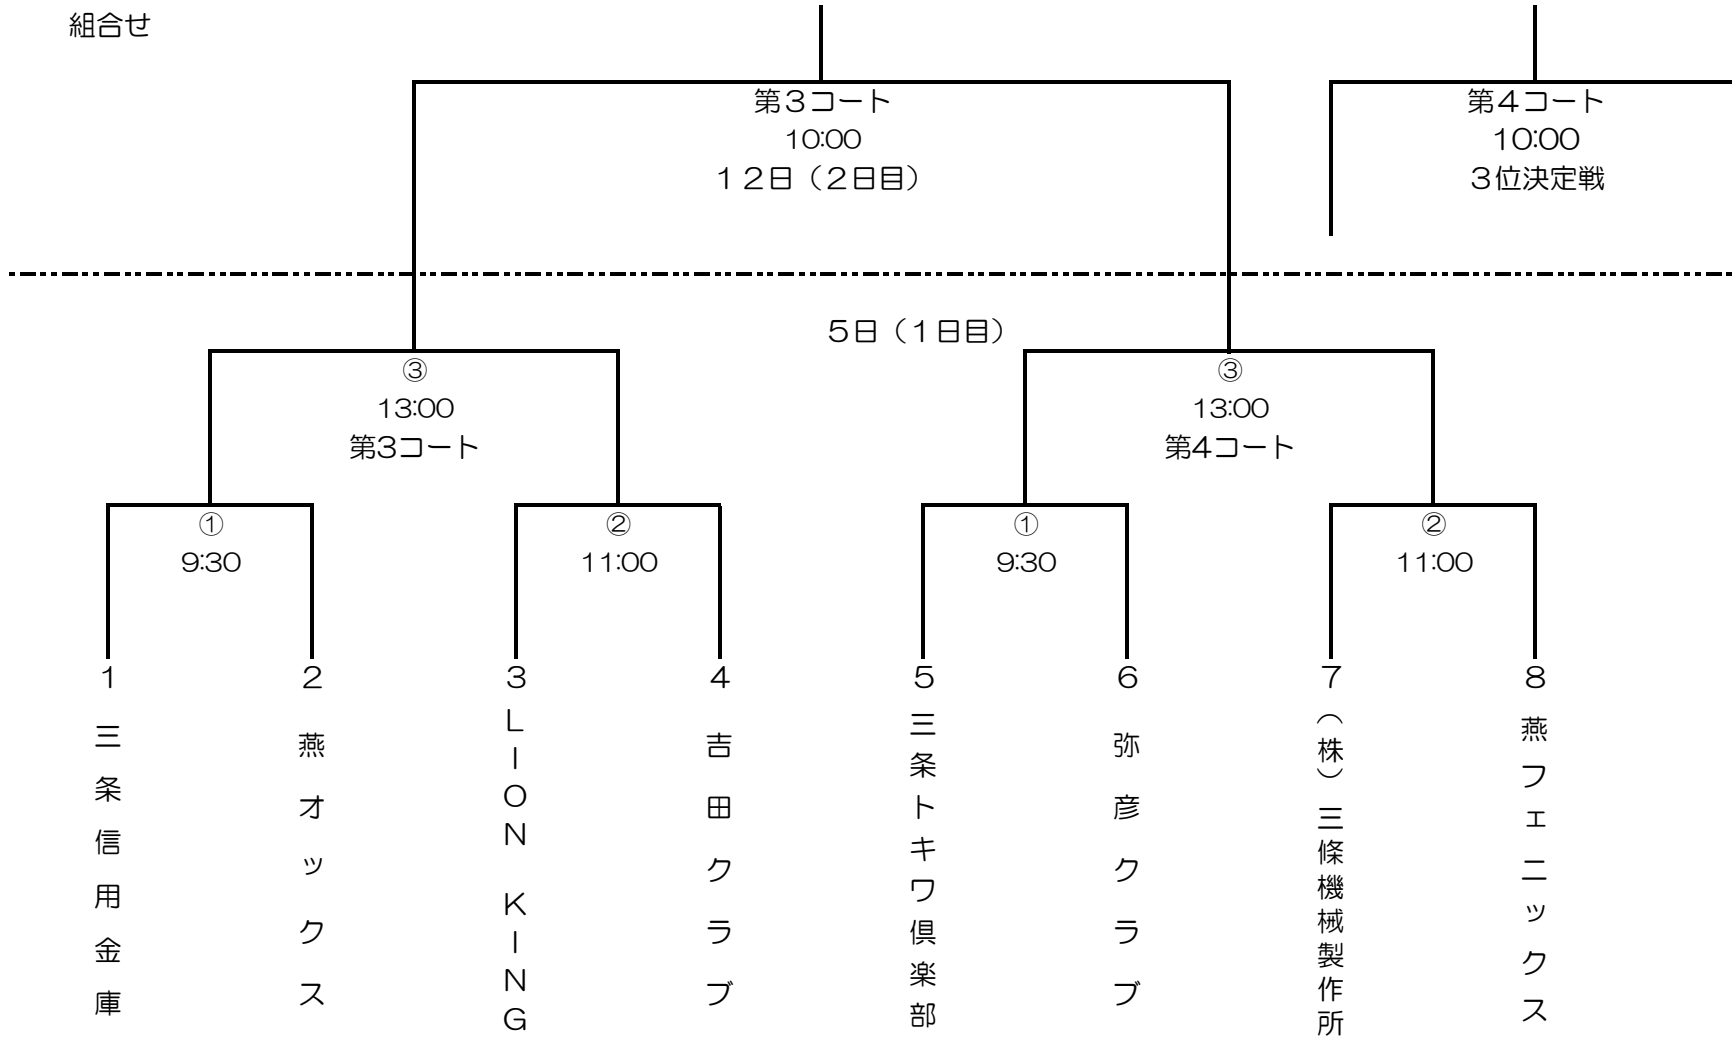 組合せ
第３コート
10:00
１２日（２日目）
第４コート
10:00
３位決定戦
５日（１日目）
③
13:00
第3コート
③
13:00
第4コート
①
9:30
②
11:00
①
9:30
②
11:00
1
2
3
4
5
6
7
8
三条信用金庫
燕オックス
LION KING
吉田クラブ
三条トキワ倶楽部
弥彦クラブ
（株）三條機械製作所
燕フェニックス